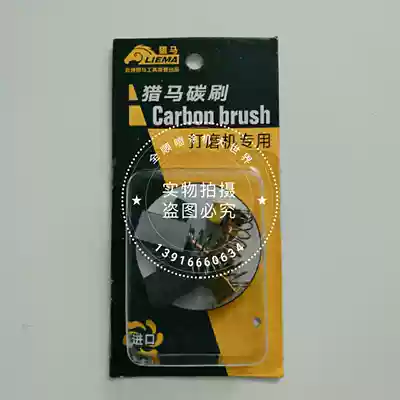 猎马
LIEMA
猎马碳刷
Carbon brush
打磨机专用
实物拍摄
盗图必究
13916660634
进口